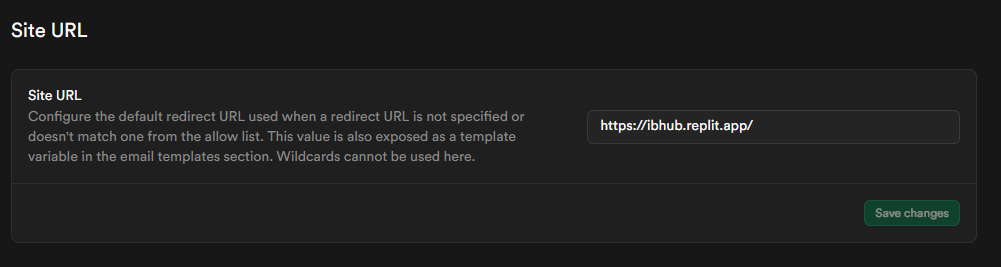 Site URL
Site URL
Configure the default redirect URL used when a redirect URL is not specified or
doesn't match one from the allow list. This value is also exposed as a template
variable in the email templates section. Wildcards cannot be used here.
https://ibhub.replit.app/
Save changes